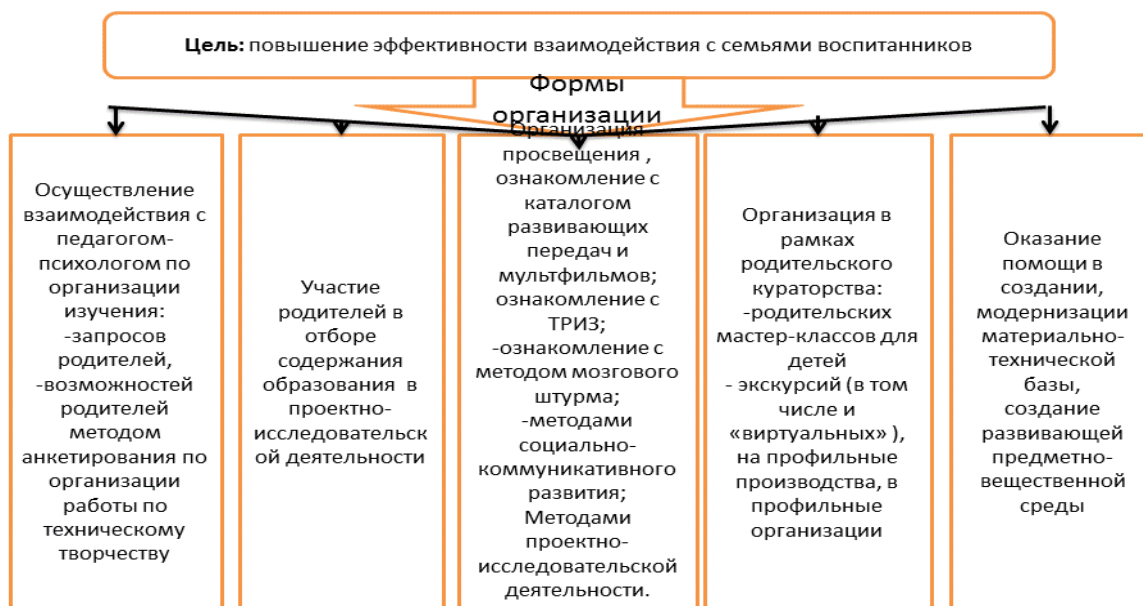 Цель: повышение эффективности взаимодействия с семьями воспитанников
Формы
организации
Осуществление
взаимодействия с
педагогом-
психологом по
организации
изучения:
-запросов
родителей,
-возможностей
родителей
методом
анкетирования по
организации
работы по
техническому
творчеству
Участие
родителей в
отборе
содержания
образования в
проектно-
исследовательск
ой деятельности
Организация
просвещения ,
ознакомление с
каталогом
развивающих
передач и
мультфильмов;
ознакомление с
ТРИЗ;
-ознакомление с
методом мозгового
штурма;
-методами
социально-
коммуникативного
развития;
Методами
проектно-
исследовательской
деятельности.
Организация в
рамках
родительского
кураторства:
-родительских
мастер-классов для
детей
- экскурсий (в том
числе и
«виртуальных» ),
на профильные
производства, в
профильные
организации
Оказание
помощи в
создании,
модернизации
материально-
технической
базы,
создание
развивающей
предметно-
вещественной
среды